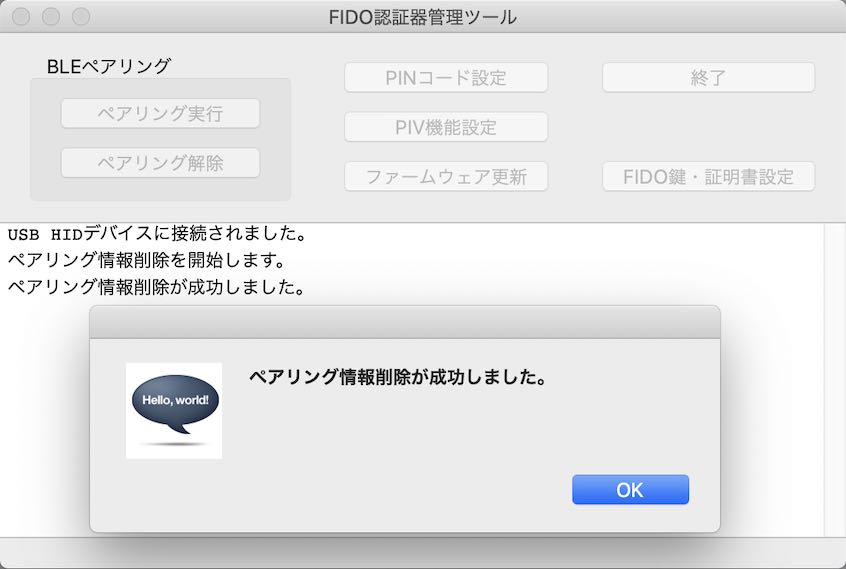 FIDO認証器管理ツール
BLEペアリング
ペアリング実行
ペアリング解除
PINコード設定
PIV機能設定
ファームウェア更新
終了
FIDO鍵・証明書設定
USB HIDデバイスに接続されました。
ペアリング情報削除を開始します。
ペアリング情報削除が成功しました。
Hello, world!
ペアリング情報削除が成功しました。
OK